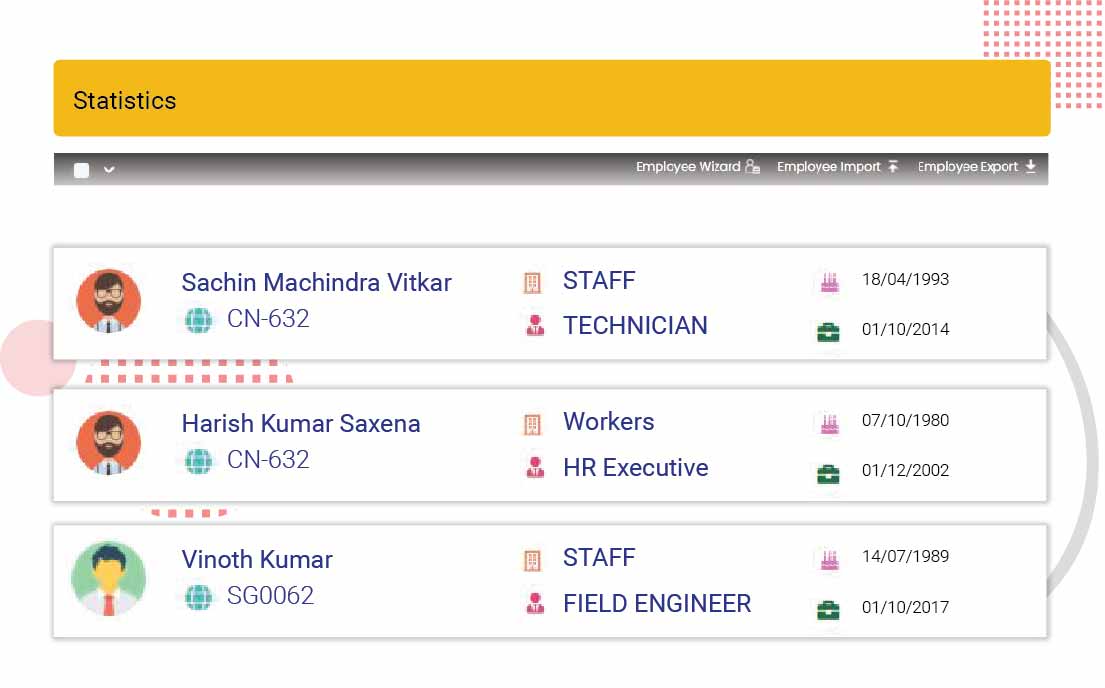 Statistics
Employee Wizard Employee Import Employee Export
Sachin Machindra Vitkar STAFF 18/04/1993
CN-632 TECHNICIAN 01/10/2014
Harish Kumar Saxena Workers 07/10/1980
CN-632 HR Executive 01/12/2002
Vinoth Kumar STAFF 14/07/1989
SG0062 FIELD ENGINEER 01/10/2017